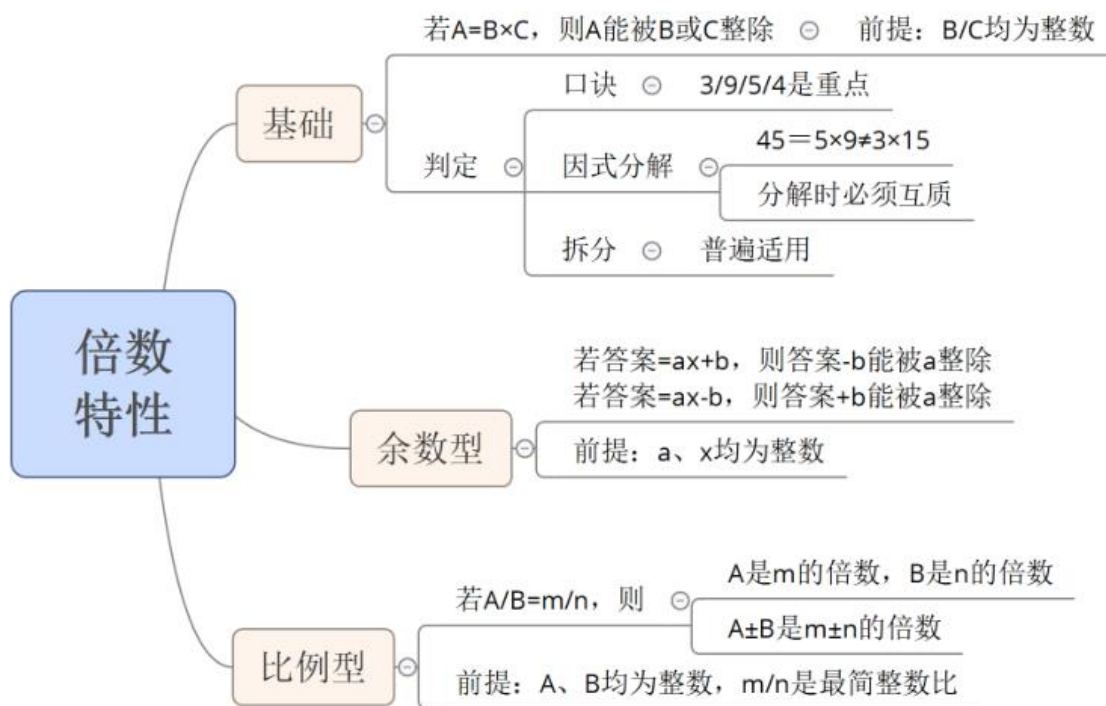 倍数
特性
基础
若A=B×C，则A能被B或C整除
前提：B/C均为整数
判定
口诀
3/9/5/4是重点
因式分解
45＝5×9≠3×15
分解时必须互质
拆分
普遍适用
余数型
若答案=ax+b，则答案-b能被a整除
若答案=ax-b，则答案+b能被a整除
前提：a、x均为整数
比例型
若A/B=m/n，则
A是m的倍数，B是n的倍数
A±B是m±n的倍数
前提：A、B均为整数，m/n是最简整数比